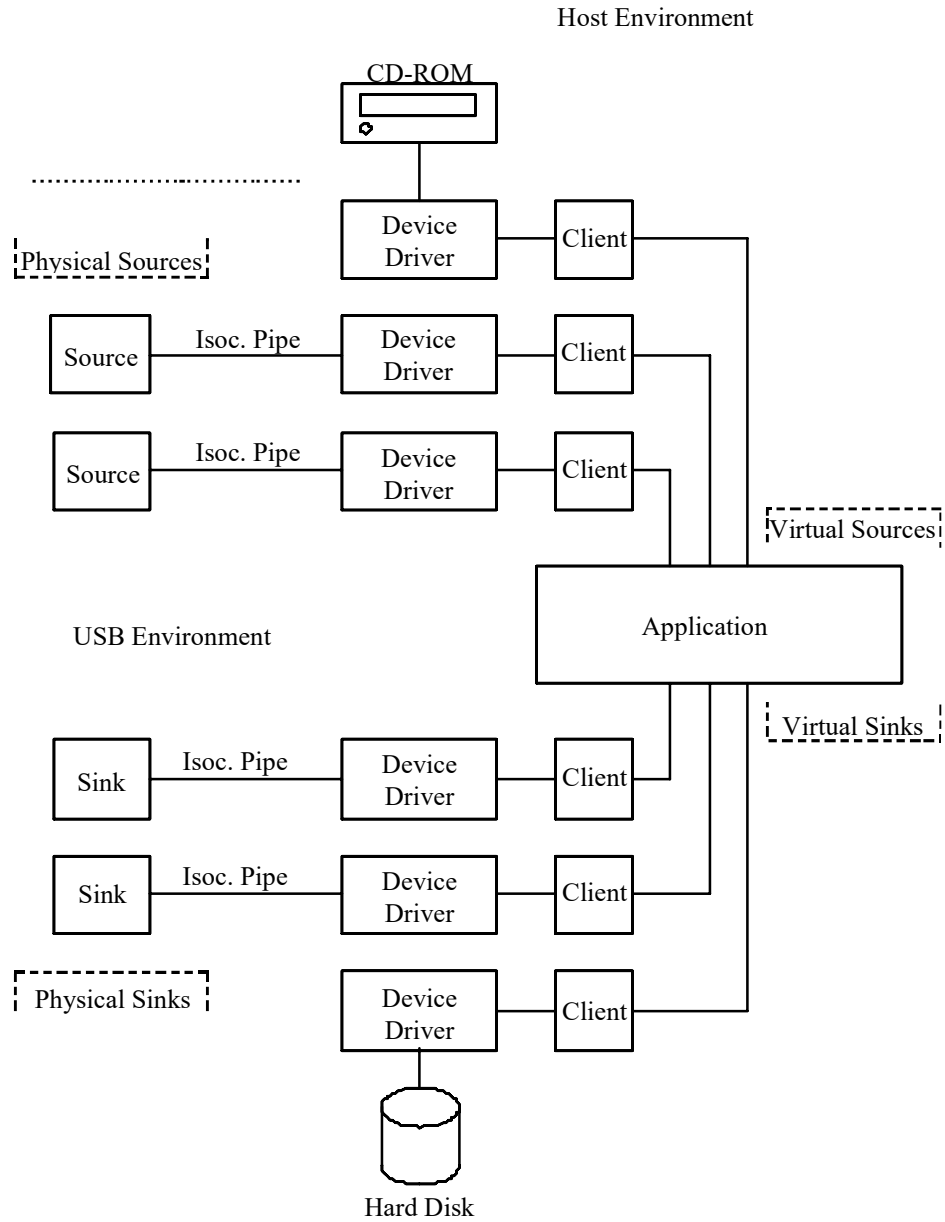 Host Environment
CD-ROM
Device
Driver
Client
Physical Sources
Source
Isoc. Pipe
Device
Driver
Client
Source
Isoc. Pipe
Device
Driver
Client
Virtual Sources
Application
USB Environment
Virtual Sinks
Sink
Isoc. Pipe
Device
Driver
Client
Sink
Isoc. Pipe
Device
Driver
Client
Physical Sinks
Device
Driver
Client
Hard Disk